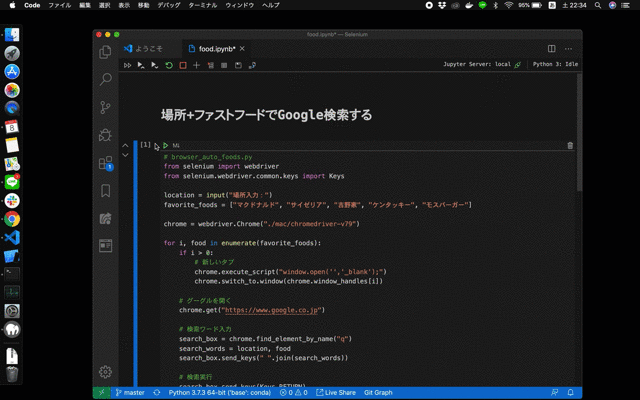 Code ファイル 編集 選択 表示 移動 デバッグ ターミナル ウィンドウ ヘルプ 95% 土 22:34
food.ipynb* — Selenium
ようこそ food.ipynb*
Jupyter Server: local Python 3: Idle
場所+ファストフードでGoogle検索する
[1]
# browser_auto_foods.py
from selenium import webdriver
from selenium.webdriver.common.keys import Keys
location = input("場所入力：")
favorite_foods = ["マクドナルド", "サイゼリア", "吉野家", "ケンタッキー", "モスバーガー"]
chrome = webdriver.Chrome("./mac/chromedriver-v79")
for i, food in enumerate(favorite_foods):
if i > 0:
# 新しいタブ
chrome.execute_script("window.open('','_blank');")
chrome.switch_to.window(chrome.window_handles[i])
# グーグルを開く
chrome.get("https://www.google.co.jp")
# 検索ワード入力
search_box = chrome.find_element_by_name("q")
search_words = location, food
search_box.send_keys(" ".join(search_words))
# 検索実行
search_box.send_keys(Keys.RETURN)
master Python 3.7.3 64-bit ('base': conda) 0 0 Live Share Git Graph